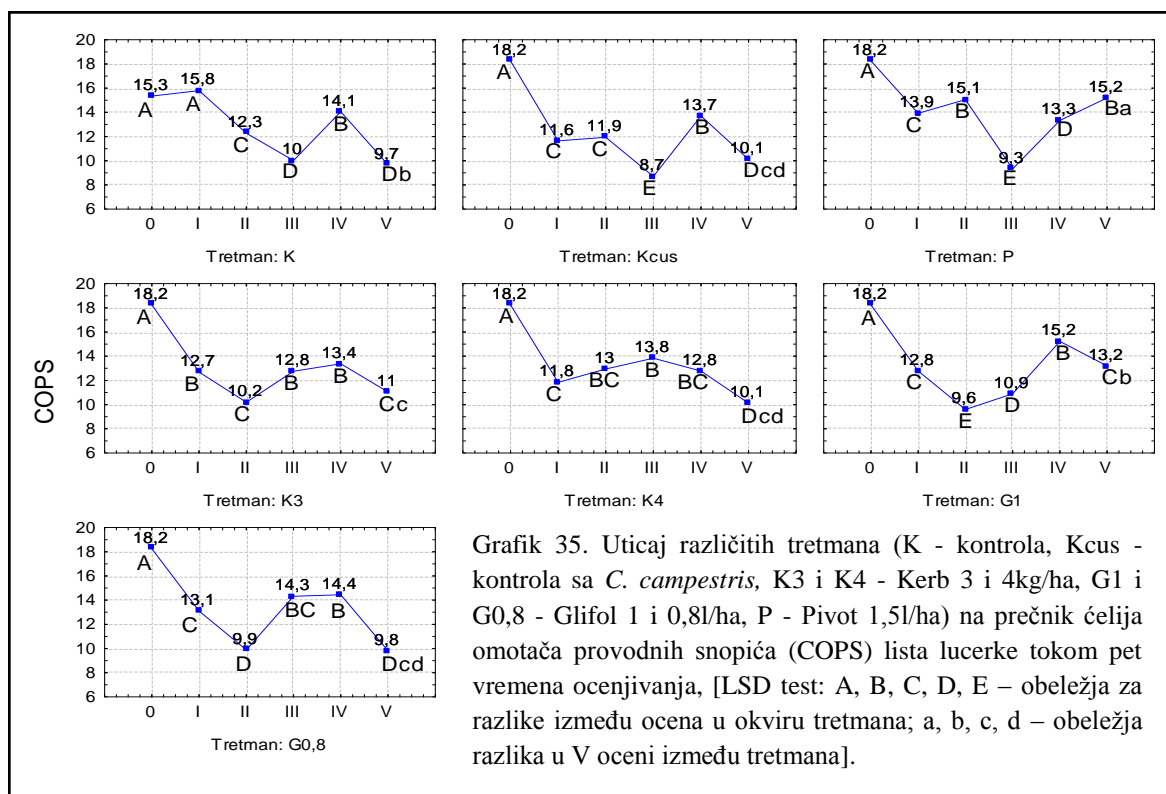 20
18
16
14
12
10
8
6
15,3
15,8
12,3
10
14,1
9,7
A
A
C
D
B
Db
0 I II III IV V
Tretman: K
18,2
11,6
11,9
8,7
13,7
10,1
A
C
C
E
B
Dcd
0 I II III IV V
Tretman: Kcus
18,2
13,9
15,1
9,3
13,3
15,2
A
C
B
E
D
Ba
0 I II III IV V
Tretman: P
COPS
20
18
16
14
12
10
8
6
18,2
12,7
10,2
12,8
13,4
11
A
B
C
B
B
Cc
0 I II III IV V
Tretman: K3
18,2
11,8
13
13,8
12,8
10,1
A
C
BC
B
BC
Dcd
0 I II III IV V
Tretman: K4
18,2
12,8
9,6
10,9
15,2
13,2
A
C
E
D
B
Cb
0 I II III IV V
Tretman: G1
20
18
16
14
12
10
8
6
18,2
13,1
9,9
14,3
14,4
9,8
A
C
D
BC
B
Dcd
0 I II III IV V
Tretman: G0,8
Grafik 35. Uticaj različitih tretmana (K - kontrola, Kcus -
kontrola sa C. campestris, K3 i K4 - Kerb 3 i 4kg/ha, G1 i
G0,8 - Glifol 1 i 0,8l/ha, P - Pivot 1,5l/ha) na prečnik ćelija
omotača provodnih snopića (COPS) lista lucerke tokom pet
vremena ocenjivanja, [LSD test: A, B, C, D, E – obeležja za
razlike između ocena u okviru tretmana; a, b, c, d – obeležja
razlika u V oceni između tretmana].